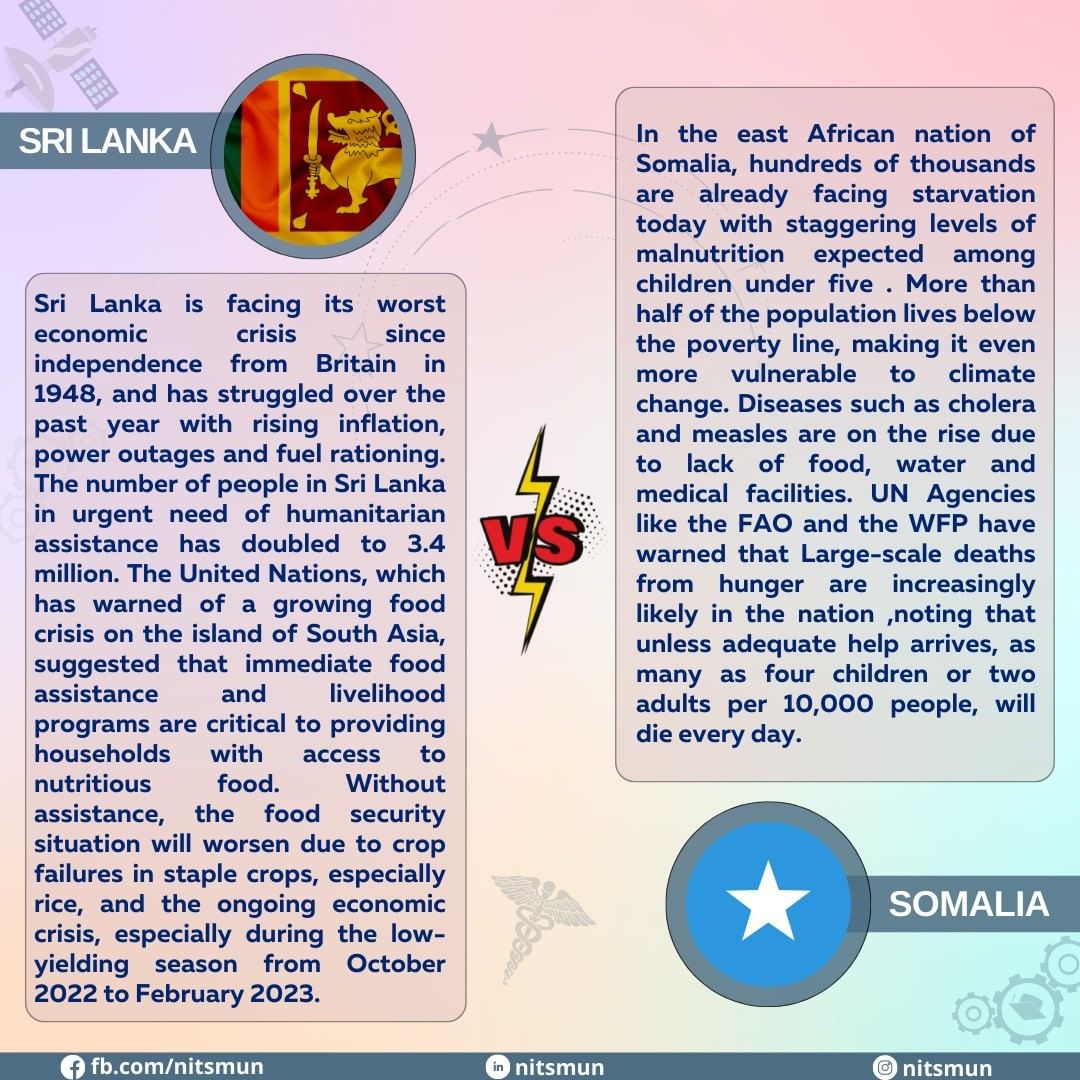 SRI LANKA
Sri Lanka is facing its worst
economic crisis since
independence from Britain in
1948, and has struggled over the
past year with rising inflation,
power outages and fuel rationing.
The number of people in Sri Lanka
in urgent need of humanitarian
assistance has doubled to 3.4
million. The United Nations, which
has warned of a growing food
crisis on the island of South Asia,
suggested that immediate food
assistance and livelihood
programs are critical to providing
households with access to
nutritious food. Without
assistance, the food security
situation will worsen due to crop
failures in staple crops, especially
rice, and the ongoing economic
crisis, especially during the low-
yielding season from October
2022 to February 2023.
VS
In the east African nation of
Somalia, hundreds of thousands
are already facing starvation
today with staggering levels of
malnutrition expected among
children under five . More than
half of the population lives below
the poverty line, making it even
more vulnerable to climate
change. Diseases such as cholera
and measles are on the rise due
to lack of food, water and
medical facilities. UN Agencies
like the FAO and the WFP have
warned that Large-scale deaths
from hunger are increasingly
likely in the nation ,noting that
unless adequate help arrives, as
many as four children or two
adults per 10,000 people, will
die every day.
SOMALIA
fb.com/nitsmun
nitsmun
nitsmun